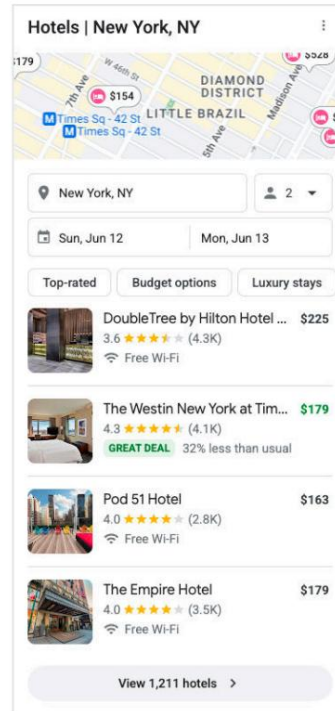 Hotels | New York, NY
$179
$528
W 46th St
DIAMOND
DISTRICT
7th Ave
$154
LITTLE BRAZIL
Madison Ave
M Times Sq - 42 St
M Times Sq - 42 St
5th Ave
New York, NY
2
Sun, Jun 12
Mon, Jun 13
Top-rated
Budget options
Luxury stays
DoubleTree by Hilton Hotel ... $225
3.6 (4.3K)
Free Wi-Fi
The Westin New York at Tim... $179
4.3 (4.1K)
GREAT DEAL 32% less than usual
Pod 51 Hotel $163
4.0 (2.8K)
Free Wi-Fi
The Empire Hotel $179
4.0 (3.5K)
Free Wi-Fi
View 1,211 hotels